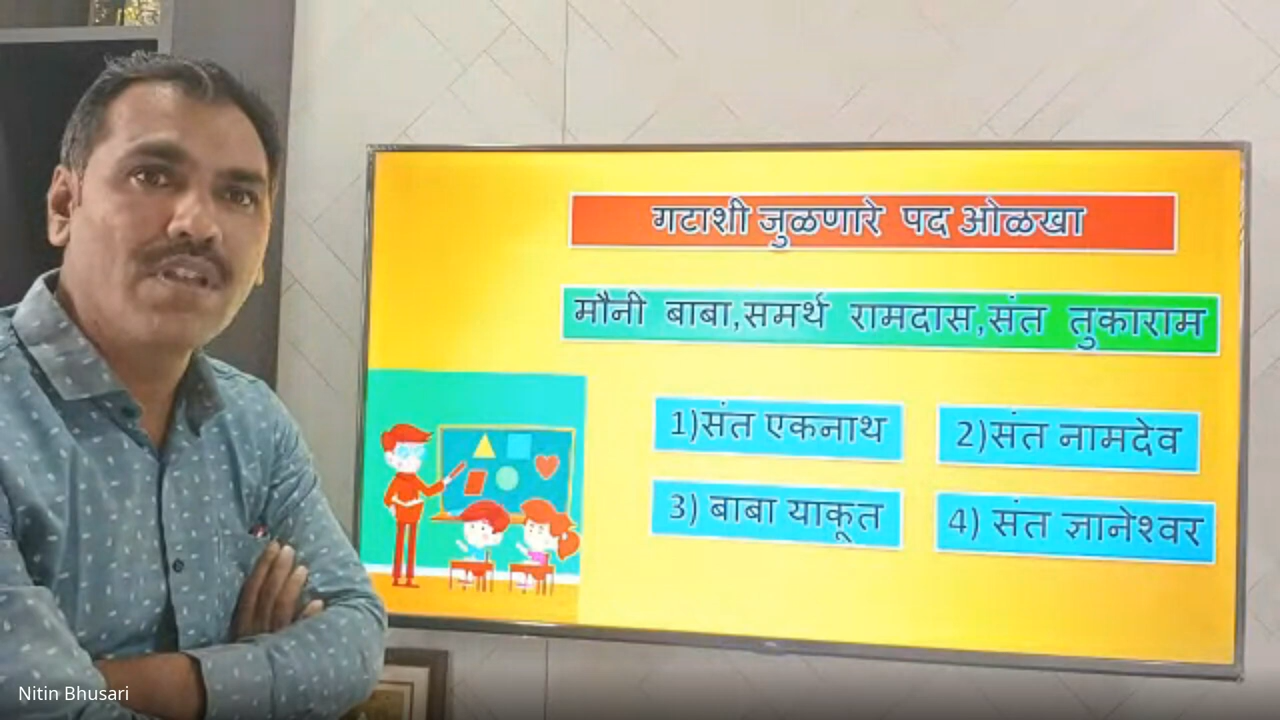 गटाशी जुळणारे पद ओळखा
मौनी बाबा,समर्थ रामदास,संत तुकाराम
1)संत एकनाथ
2)संत नामदेव
3) बाबा याकूत
4) संत ज्ञानेश्वर
Nitin Bhusari